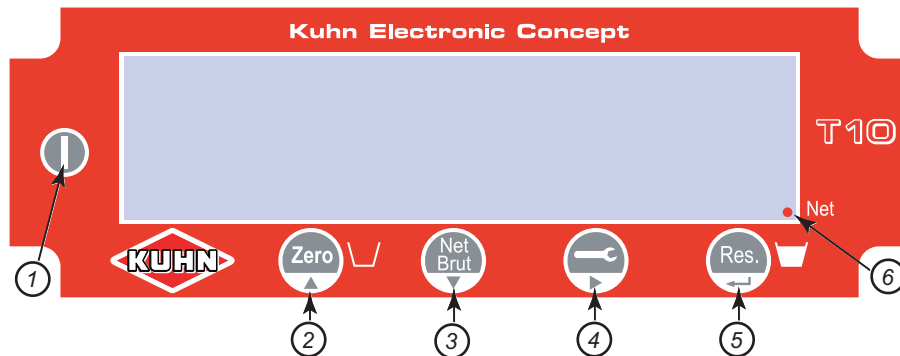 Kuhn Electronic Concept
T10
Net
KUHN
Zero
Net
Brut
Res.
1
2
3
4
5
6